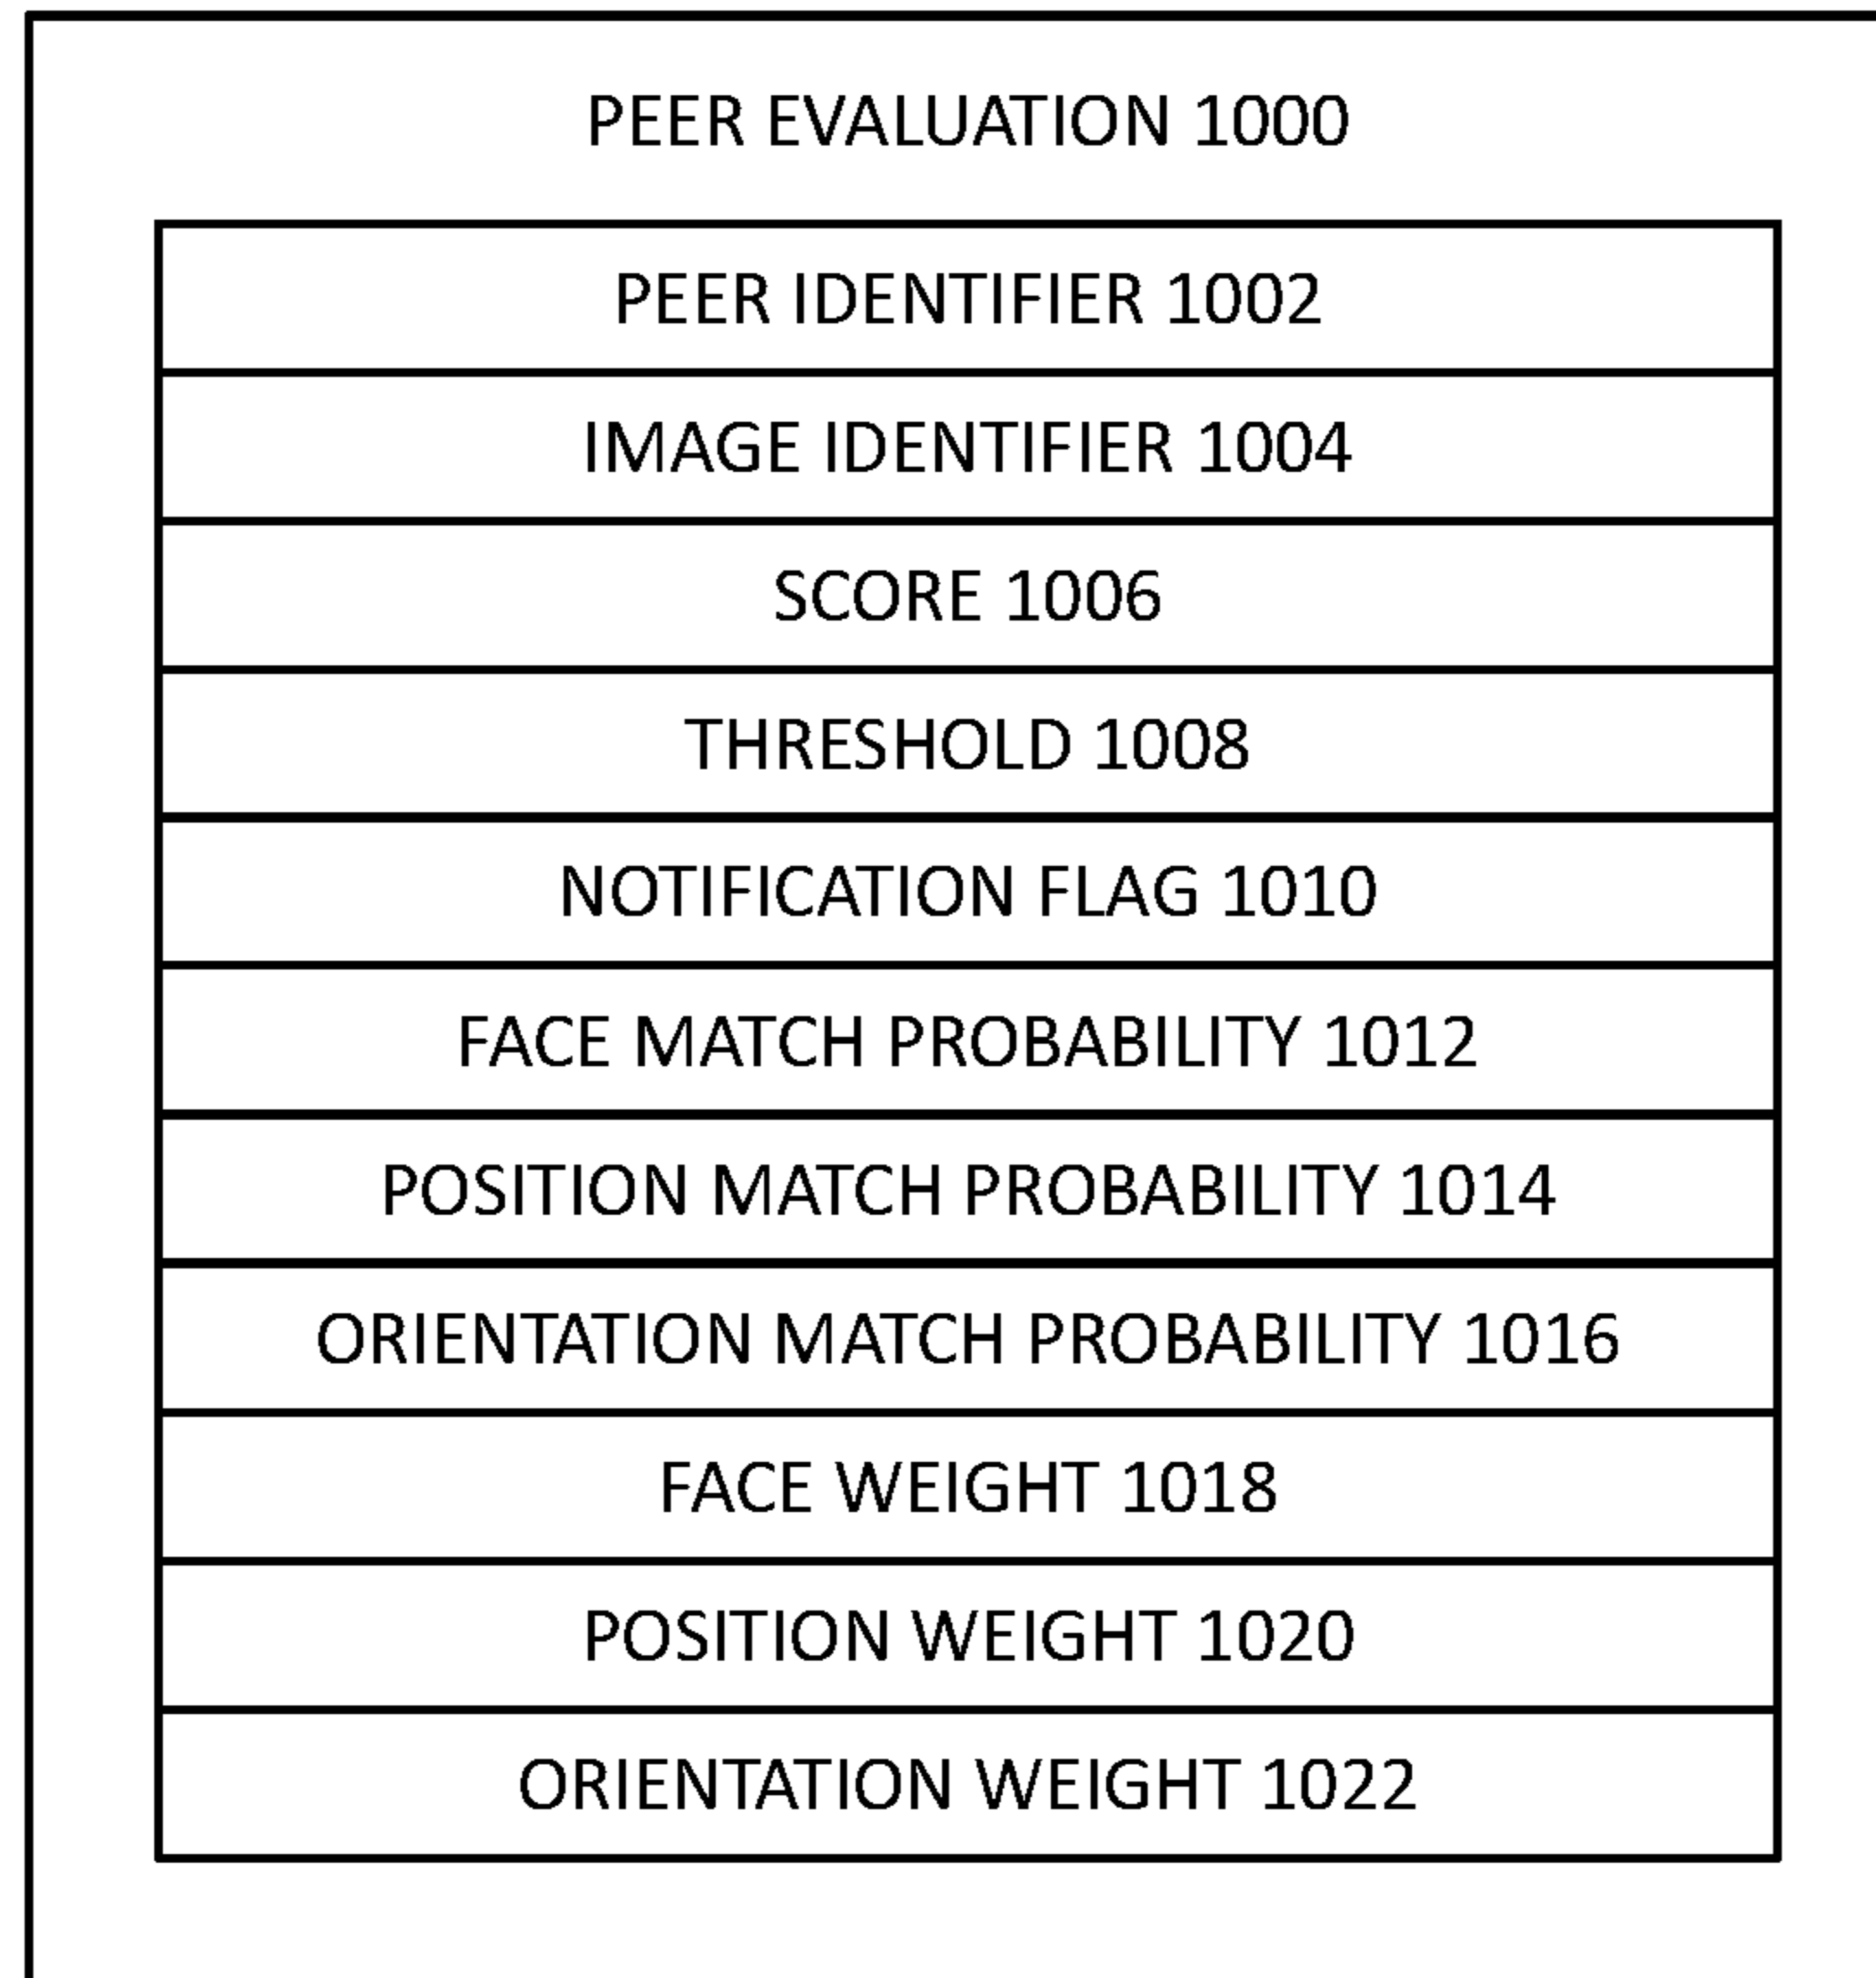 PEER EVALUATION 1000
PEER IDENTIFIER 1002
IMAGE IDENTIFIER 1004
SCORE 1006
THRESHOLD 1008
NOTIFICATION FLAG 1010
FACE MATCH PROBABILITY 1012
POSITION MATCH PROBABILITY 1014
ORIENTATION MATCH PROBABILITY 1016
FACE WEIGHT 1018
POSITION WEIGHT 1020
ORIENTATION WEIGHT 1022